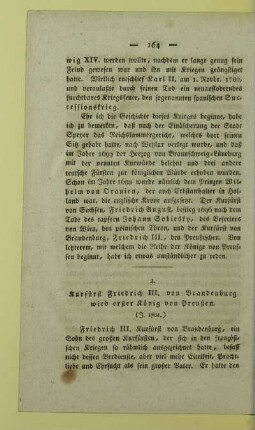 — 164 —
wig XIV. werden wollte, nachdem er lange genug sein
Feind gewesen war und ihn mit Kriegen geängstiget
hatte. Wirklich entschlief Karl II. am 1. Novbr. 1700,
und veranlaßte durch seinen Tod ein
furchtbares Kriegsfeuer, den sogenannten spanischen Suc-
cessionskrieg.
Ehe ich die Geschichte dieses Krieges beginne, habe
ich zu bemerken, daß nach der Einäscherung der Stadt
Speyer das Reichskammergericht, welches dort seinen
Sitz gehabt hatte, nach Wetzlar verlegt wurde, und daß
im Jahre 1692 der Herzog von Braunschweig-Lüneburg
mit der neunten Kurwürde belehnt und drei andere
teutsche Fürsten zur königlichen Würde erhoben wurden.
Schon im Jahre 1689 wurde nämlich dem Prinzen Wil-
helm von Oranien, der erst Erbstatthalter in Hol-
land war, die englische Krone aufgesetzt. Der Kurfürst
von Sachsen, Friedrich August, bestieg 1696 nach dem
Tode des tapfern Johann Sobiesky, des Befreiers
von Wien, den polnischen Thron, und der Kurfürst von
Brandenburg, Friedrich III., den Preußischen. Von
letzterem, mit welchem die Reihe der Könige von Preus-
sen beginnt, habe ich etwas umständlicher zu reden.
2.
Kurfürst Friedrich III. von Brandenburg
wird erster König von Preußen.
(J. 1701.)
Friedrich III. Kurfürst von Brandenburg, ein
Sohn des großen Kurfürsten, der sich in den französi-
schen Kriegen so rühmlich ausgezeichnet hatte, besaß
nicht dessen Verdienste, aber viel mehr Eitelkeit, Pracht-
liebe und Ehrsucht als sein großer Vater. Er hatte den